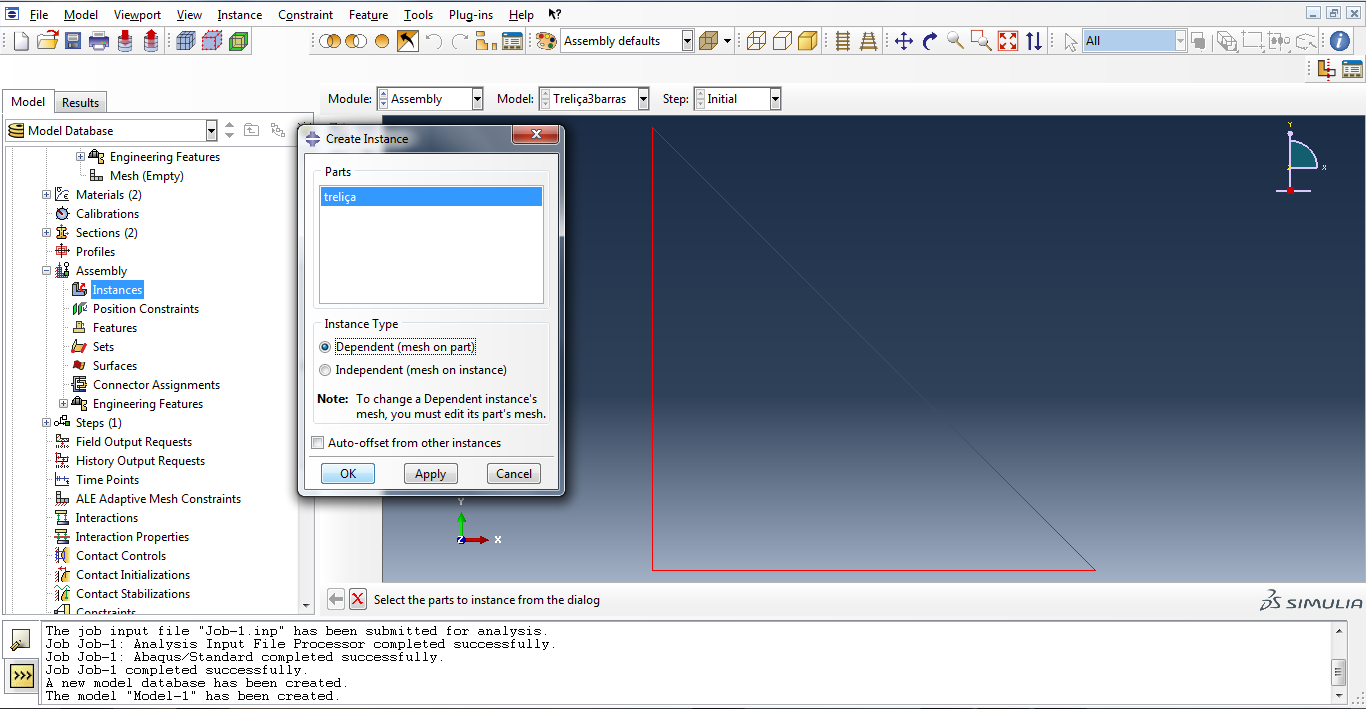 File Model Viewport View Instance Constraint Feature Tools Plug-ins Help ?
Assembly defaults All i
Model Results
Module: Assembly Model: Treliça3barras Step: Initial
Model Database
Engineering Features
Mesh (Empty)
Materials (2)
Calibrations
Sections (2)
Profiles
Assembly
Instances
Position Constraints
Features
Sets
Surfaces
Connector Assignments
Engineering Features
Steps (1)
Field Output Requests
History Output Requests
Time Points
ALE Adaptive Mesh Constraints
Interactions
Interaction Properties
Contact Controls
Contact Initializations
Contact Stabilizations
Constraints
Create Instance
Parts
treliça
Instance Type
Dependent (mesh on part)
Independent (mesh on instance)
Note: To change a Dependent instance's
mesh, you must edit its part's mesh.
Auto-offset from other instances
OK Apply Cancel
Y
X
Y
Z X
Select the parts to instance from the dialog
SIMULIA
The job input file "Job-1.inp" has been submitted for analysis.
Job Job-1: Analysis Input File Processor completed successfully.
Job Job-1: Abaqus/Standard completed successfully.
Job Job-1 completed successfully.
A new model database has been created.
The model "Model-1" has been created.
>>>